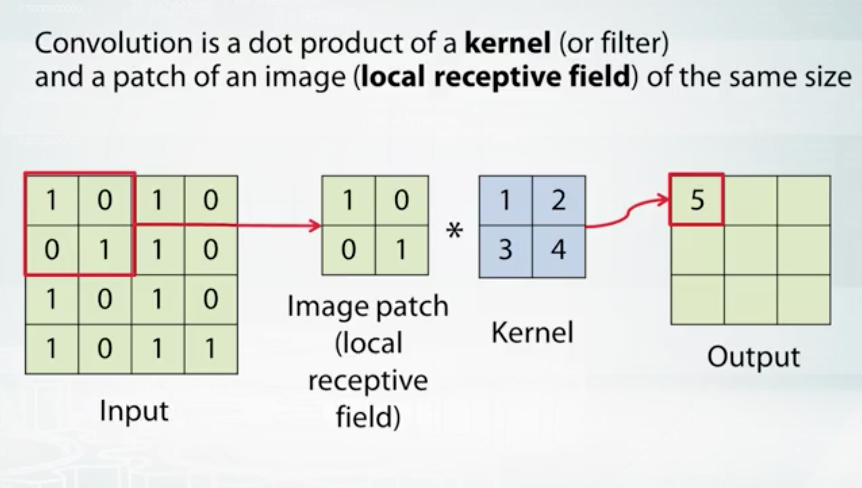 Convolution is a dot product of a kernel (or filter)
and a patch of an image (local receptive field) of the same size
1 0 1 0
0 1 1 0
1 0 1 0
1 0 1 1
Input
1 0
0 1
Image patch
(local
receptive
field)
*
1 2
3 4
Kernel
5
Output